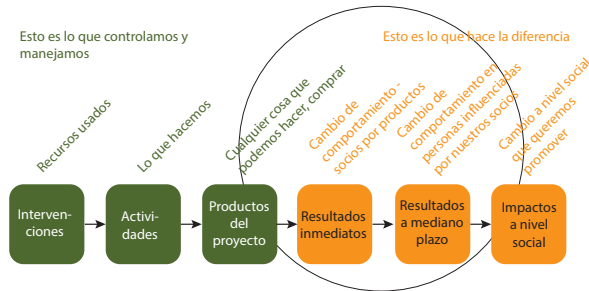 Esto es lo que controlamos y
manejamos
Esto es lo que hace la diferencia
Recursos usados
Lo que hacemos
Cualquier cosa que
podemos hacer, comprar
Cambio de
comportamiento -
socios por productos
Cambio de
comportamiento en
personas influenciadas
por nuestros socios
Cambio a nivel social
que queremos
promover
Interven-
ciones
Activi-
dades
Productos
del
proyecto
Resultados
inmediatos
Resultados
a mediano
plazo
Impactos
a nivel
social